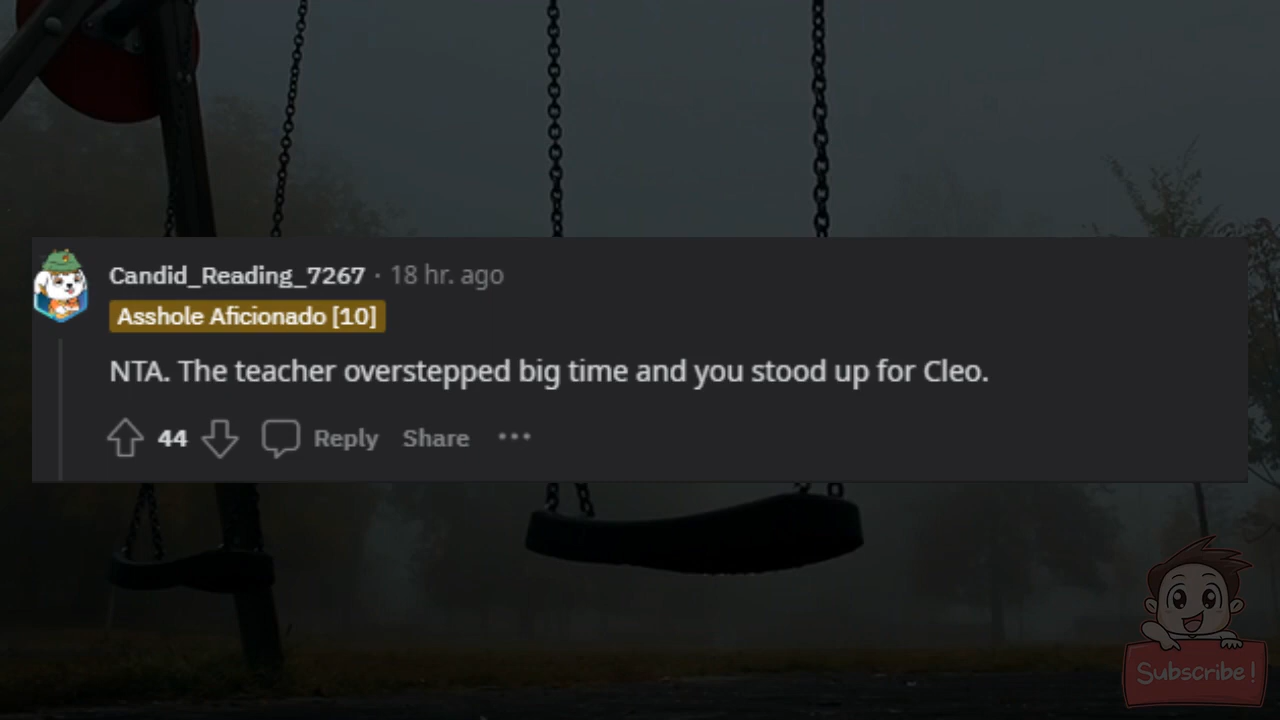 Candid_Reading_7267 · 18 hr. ago
Asshole Aficionado [10]
NTA. The teacher overstepped big time and you stood up for Cleo.
44 Reply Share ...
Subscribe!